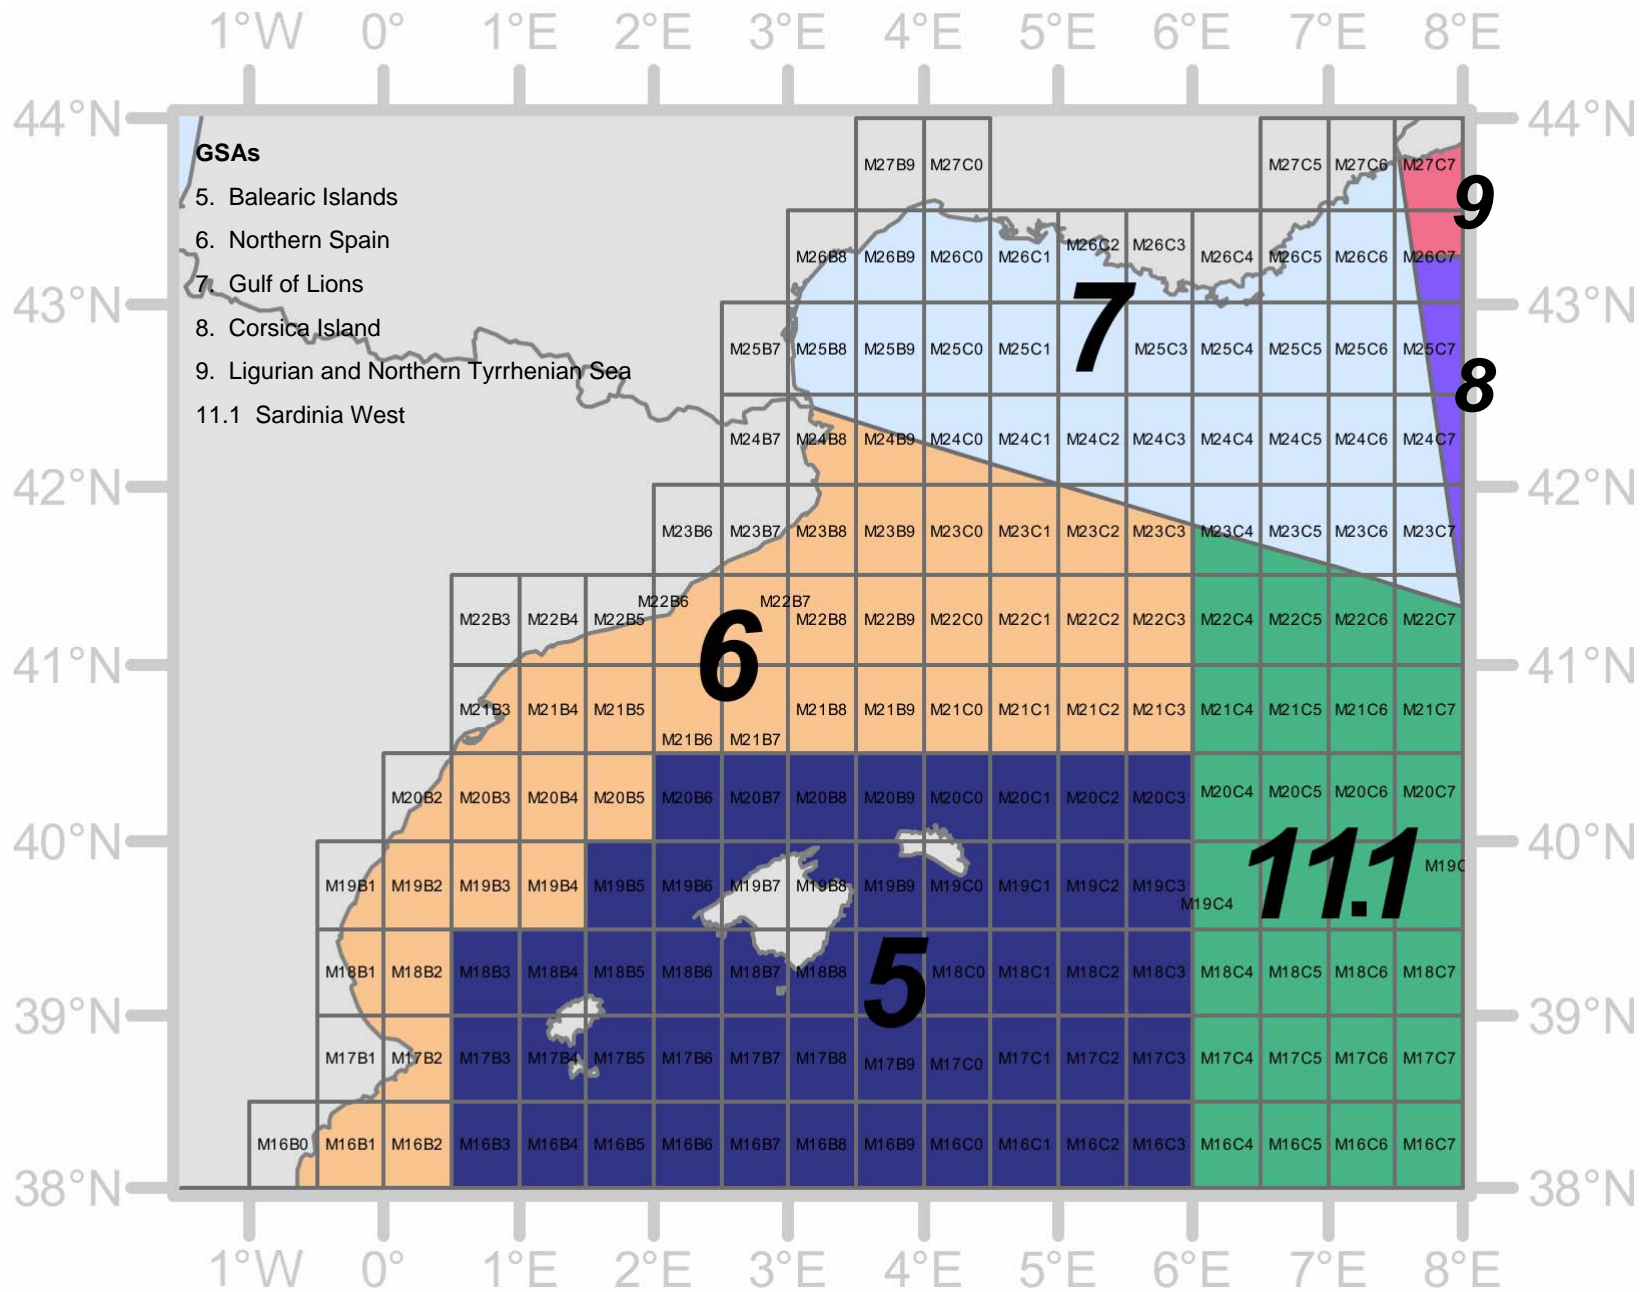 1°W 0° 1°E 2°E 3°E 4°E 5°E 6°E 7°E 8°E
44°N 44°N
GSAs
5. Balearic Islands
6. Northern Spain
7. Gulf of Lions
8. Corsica Island
9. Ligurian and Northern Tyrrhenian Sea
11.1 Sardinia West
M27B9 M27C0 M27C5 M27C6 M27C7
9
M26B8 M26B9 M26C0 M26C1 M26C2 M26C3 M26C4 M26C5 M26C6 M26C7
43°N 43°N
7
M25B7 M25B8 M25B9 M25C0 M25C1 M25C3 M25C4 M25C5 M25C6 M25C7
8
M24B7 M24B8 M24B9 M24C0 M24C1 M24C2 M24C3 M24C4 M24C5 M24C6 M24C7
42°N 42°N
M23B6 M23B7 M23B8 M23B9 M23C0 M23C1 M23C2 M23C3 M23C4 M23C5 M23C6 M23C7
M22B3 M22B4 M22B5 M22B6 M22B7 M22B8 M22B9 M22C0 M22C1 M22C2 M22C3 M22C4 M22C5 M22C6 M22C7
6
41°N 41°N
M21B3 M21B4 M21B5 M21B6 M21B7 M21B8 M21B9 M21C0 M21C1 M21C2 M21C3 M21C4 M21C5 M21C6 M21C7
M20B2 M20B3 M20B4 M20B5 M20B6 M20B7 M20B8 M20B9 M20C0 M20C1 M20C2 M20C3 M20C4 M20C5 M20C6 M20C7
40°N 40°N
M19B1 M19B2 M19B3 M19B4 M19B5 M19B6 M19B7 M19B8 M19B9 M19C0 M19C1 M19C2 M19C3 M19C4 M19C
11.1
M18B1 M18B2 M18B3 M18B4 M18B5 M18B6 M18B7 M18B8 M18C0 M18C1 M18C2 M18C3 M18C4 M18C5 M18C6 M18C7
5
39°N 39°N
M17B1 M17B2 M17B3 M17B4 M17B5 M17B6 M17B7 M17B8 M17B9 M17C0 M17C1 M17C2 M17C3 M17C4 M17C5 M17C6 M17C7
M16B0 M16B1 M16B2 M16B3 M16B4 M16B5 M16B6 M16B7 M16B8 M16B9 M16C0 M16C1 M16C2 M16C3 M16C4 M16C5 M16C6 M16C7
38°N 38°N
1°W 0° 1°E 2°E 3°E 4°E 5°E 6°E 7°E 8°E